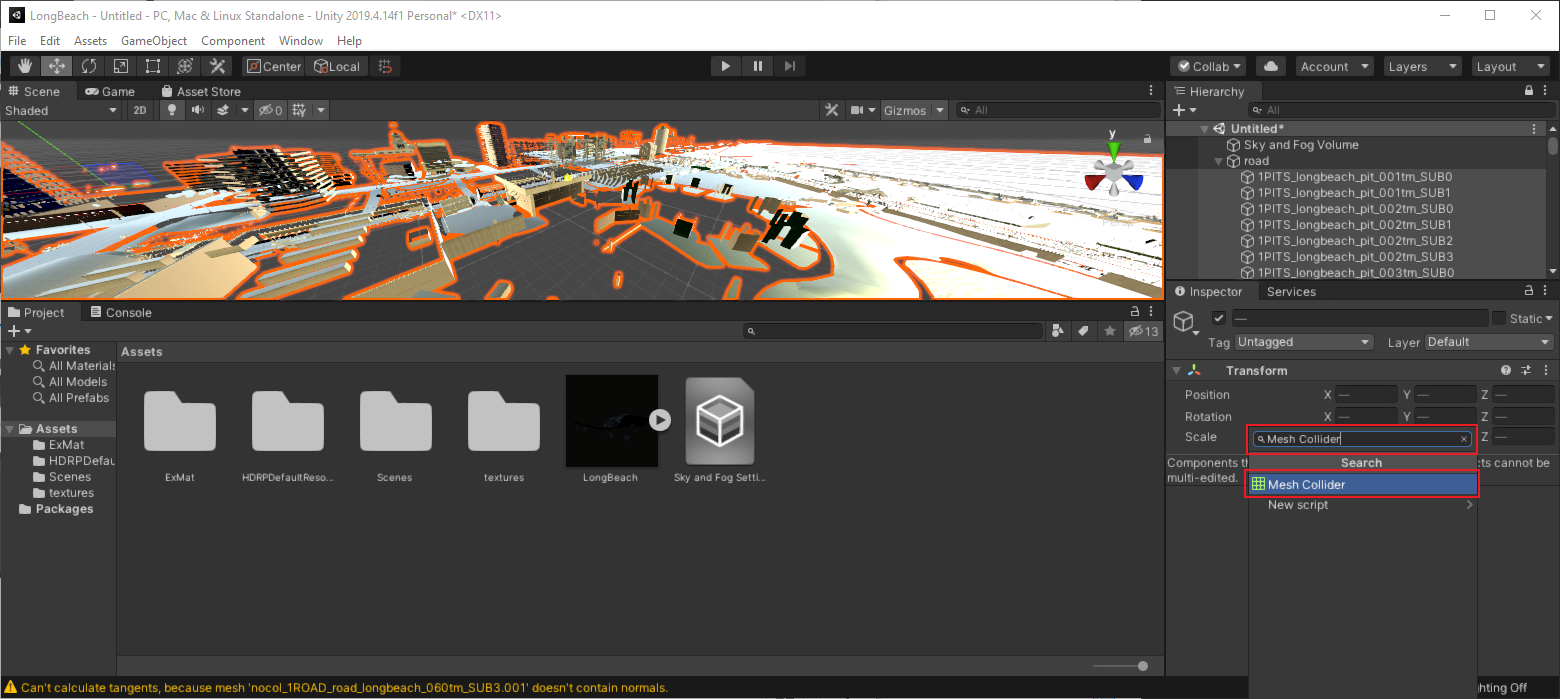 LongBeach - Untitled - PC, Mac & Linux Standalone - Unity 2019.4.14f1 Personal* <DX11>
File Edit Assets GameObject Component Window Help
Center Local Collab Account Layers Layout
Scene Game Asset Store
Shaded 2D 0 Gizmos All
y
Hierarchy
All
Untitled*
Sky and Fog Volume
road
1PITS_longbeach_pit_001tm_SUB0
1PITS_longbeach_pit_001tm_SUB1
1PITS_longbeach_pit_002tm_SUB0
1PITS_longbeach_pit_002tm_SUB1
1PITS_longbeach_pit_002tm_SUB2
1PITS_longbeach_pit_002tm_SUB3
1PITS_longbeach_pit_003tm_SUB0
Project Console
13
Favorites
All Materials
All Models
All Prefabs
Assets
ExMat
HDRPDefau
Scenes
textures
Packages
Assets
ExMat HDRPDefaultReso... Scenes textures LongBeach Sky and Fog Setti...
Inspector Services
— Static
Tag Untagged Layer Default
Transform
Position X — Y — Z —
Rotation X — Y — Z —
Scale Z —
Mesh Collider
Components th cts cannot be
multi-edited.
Search
Mesh Collider
New script
Can't calculate tangents, because mesh 'nocol_1ROAD_road_longbeach_060tm_SUB3.001' doesn't contain normals.
hting Off